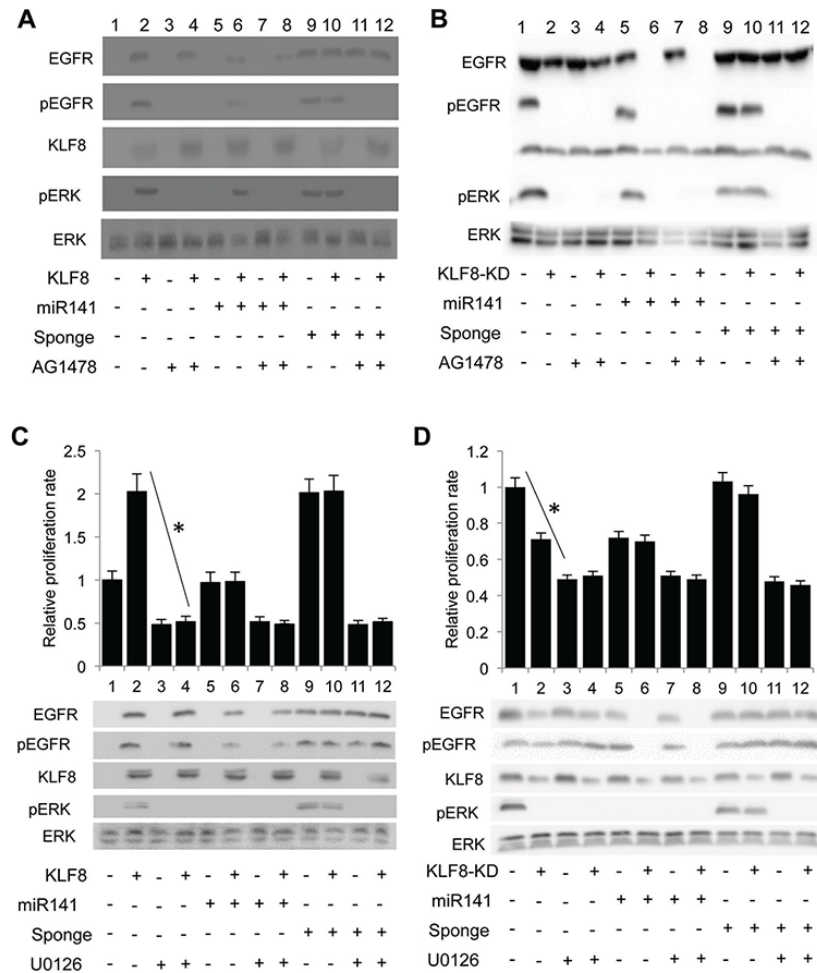 A
1 2 3 4 5 6 7 8 9 10 11 12
EGFR
pEGFR
KLF8
pERK
ERK
KLF8 - + - + - + - + - + - +
miR141 - - - - + + + + - - - -
Sponge - - - - - - - - + + + +
AG1478 - - + + - - + + - - + +
B
1 2 3 4 5 6 7 8 9 10 11 12
EGFR
pEGFR
pERK
ERK
KLF8-KD - + - + - + - + - + - +
miR141 - - - - + + + + - - - -
Sponge - - - - - - - - + + + +
AG1478 - - + + - - + + - - + +
C
Relative proliferation rate
2.5
2
1.5
1
0.5
0
*
1 2 3 4 5 6 7 8 9 10 11 12
EGFR
pEGFR
KLF8
pERK
ERK
KLF8 - + - + - + - + - + - +
miR141 - - - - + + + + - - - -
Sponge - - - - - - - - + + + +
U0126 - - + + - - + + - - + +
D
Relative proliferation rate
1.2
1
0.8
0.6
0.4
0.2
0
*
1 2 3 4 5 6 7 8 9 10 11 12
EGFR
pEGFR
KLF8
pERK
ERK
KLF8-KD - + - + - + - + - + - +
miR141 - - - - + + + + - - - -
Sponge - - - - - - - - + + + +
U0126 - - + + - - + + - - + +